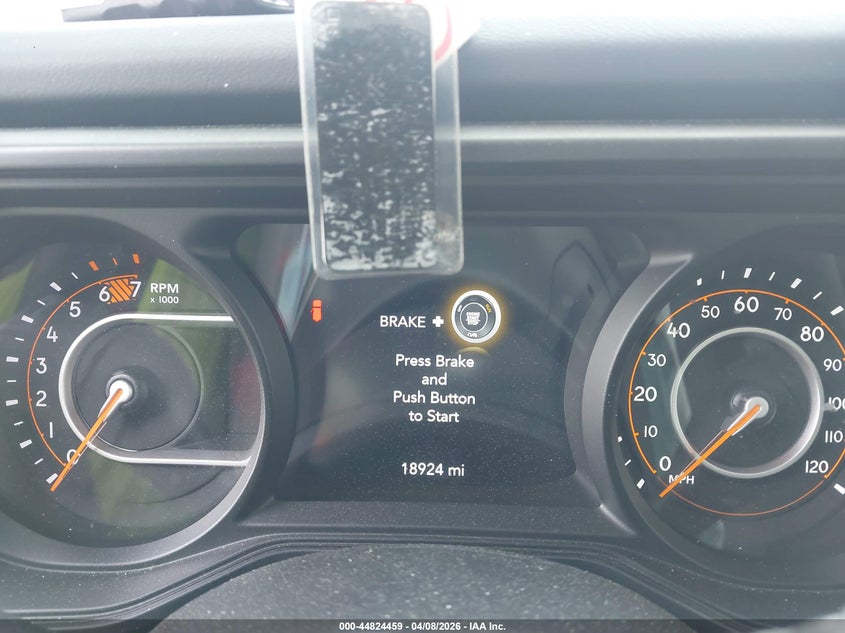 6 7
5
4
3
2
1
0
RPM
x 1000
BRAKE +
Press Brake
and
Push Button
to Start
18924 mi
0
10
20
30
40
50
60
70
80
90
100
110
120
MPH
000-44824459 - 04/08/2026 - IAA Inc.